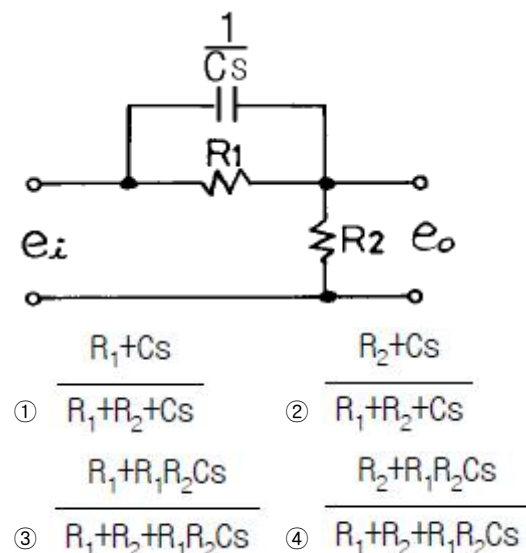 1
Cs
R1
ei
R2
eo
① R₁+Cs / R₁+R₂+Cs
② R₂+Cs / R₁+R₂+Cs
③ R₁+R₁R₂Cs / R₁+R₂+R₁R₂Cs
④ R₂+R₁R₂Cs / R₁+R₂+R₁R₂Cs